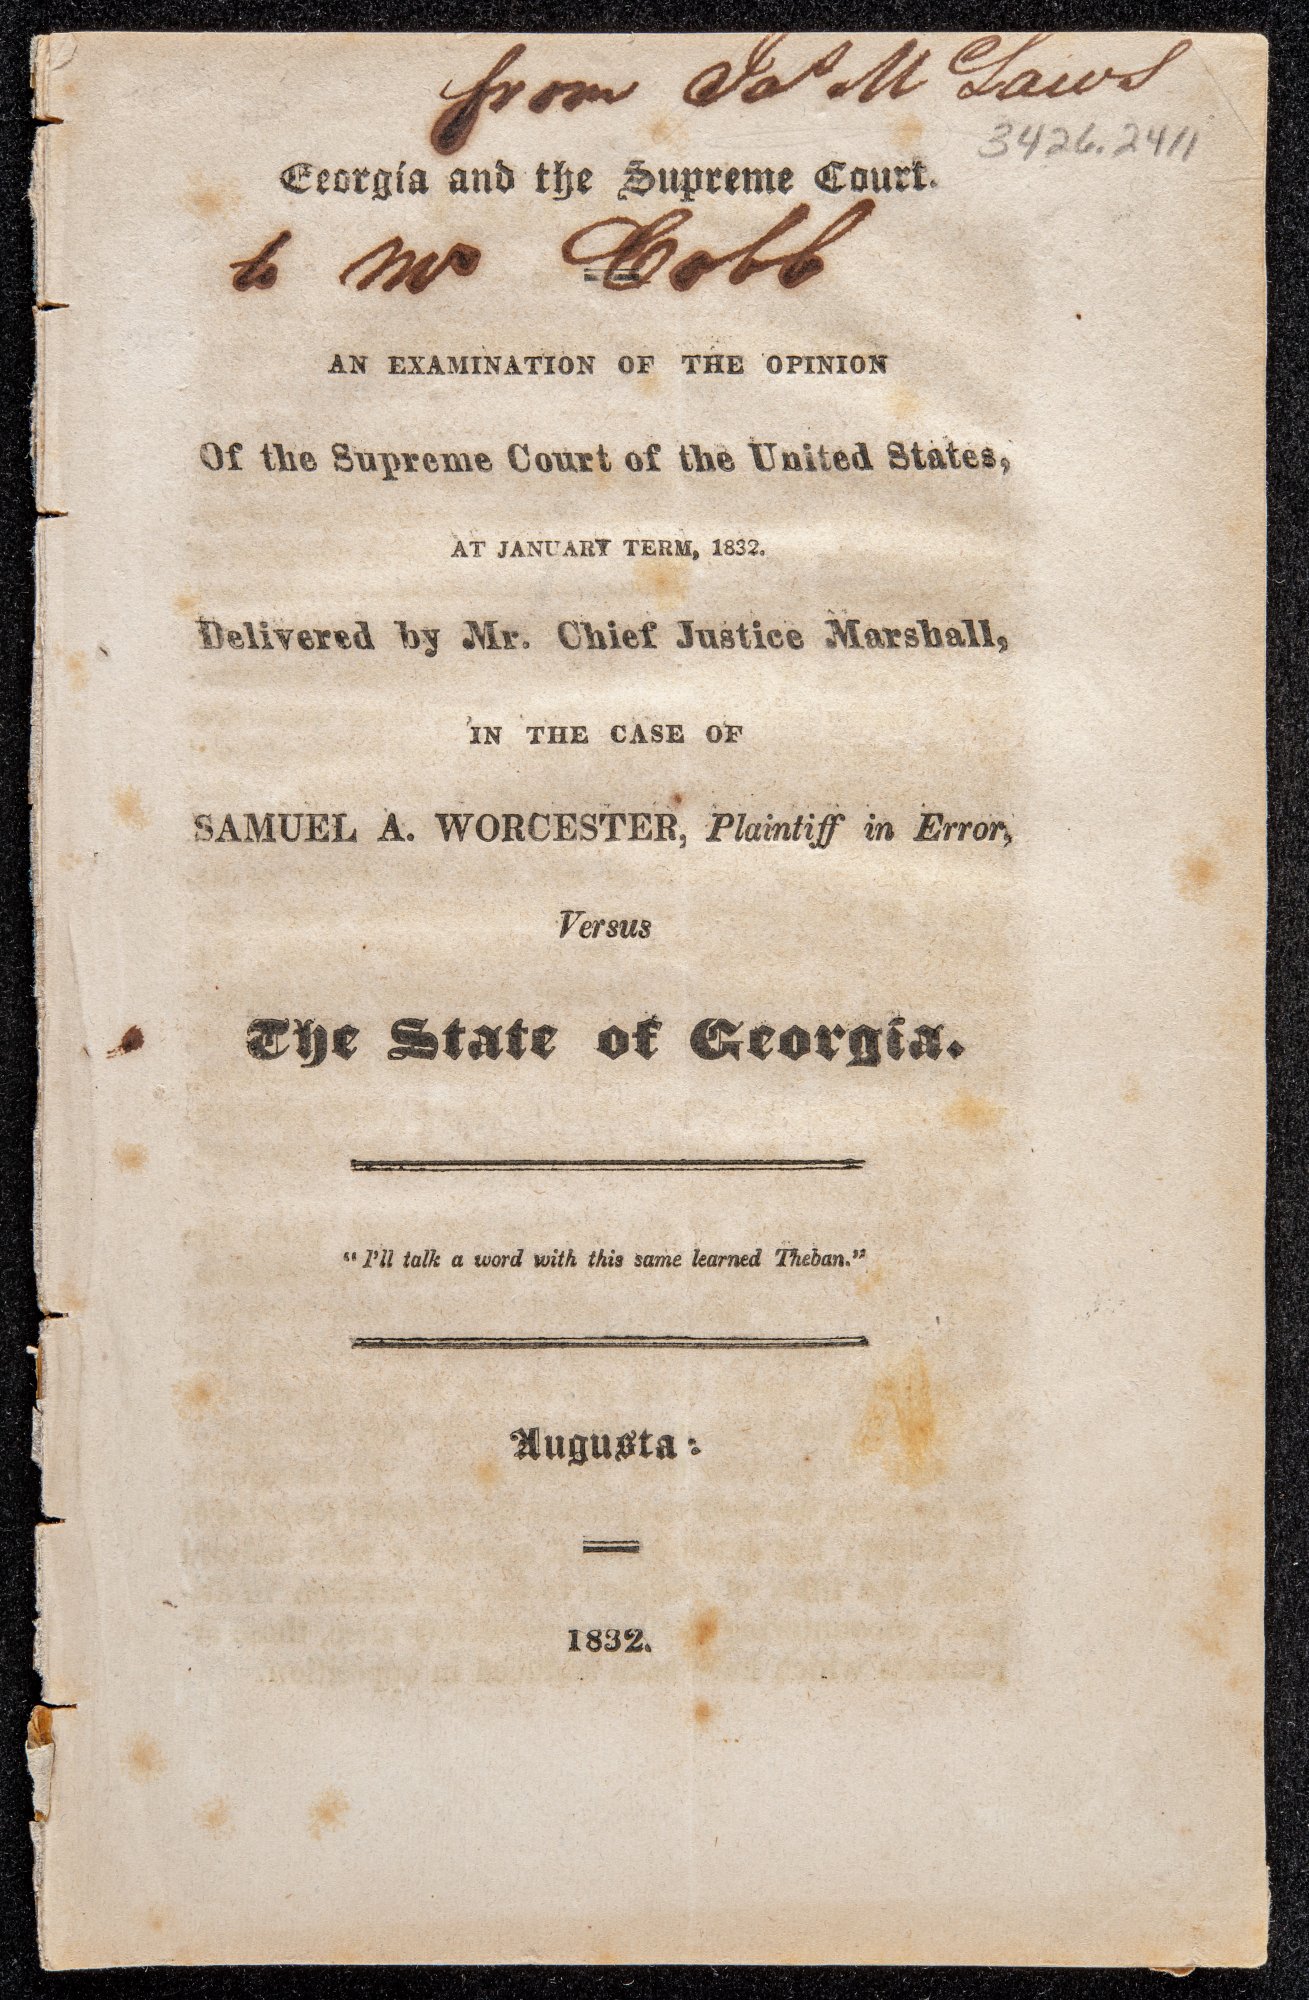 from Jas McLaws
3426.2411
Georgia and the Supreme Court.
to Mr Cobb
AN EXAMINATION OF THE OPINION
Of the Supreme Court of the United States,
AT JANUARY TERM, 1832.
Delivered by Mr. Chief Justice Marshall,
IN THE CASE OF
SAMUEL A. WORCESTER, Plaintiff in Error,
Versus
The State of Georgia.
“I'll talk a word with this same learned Theban.”
Augusta:
1832.